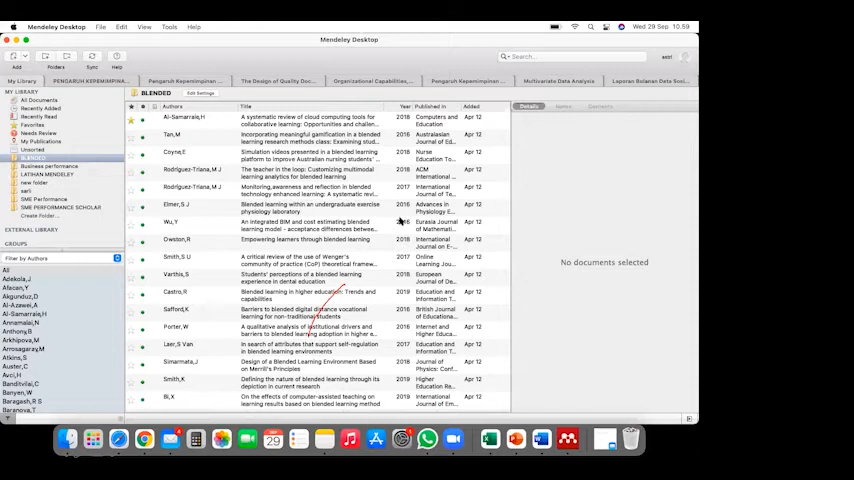 Mendeley Desktop File Edit View Tools Help Wed 29 Sep 10.59
Mendeley Desktop
Add Folders Sync Help
Search...
astri
My Library PENGARUH KEPEMIMPINA... Pengaruh Kepemimpinan ... The Design of Quality Doc... Organizational Capabilities,... Pengaruh Kepemimpinan ... Multivariate Data Analysis Laporan Bulanan Data Sosi...
MY LIBRARY
All Documents
Recently Added
Recently Read
Favorites
Needs Review
My Publications
Unsorted
BLENDED
Business performance
LATIHAN MENDELEY
new folder
sarii
SME Performance
SME PERFORMANCE SCHOLAR
Create Folder...
EXTERNAL LIBRARY
GROUPS
Filter by Authors
All
Adekola,J
Afacan,Y
Akgunduz,D
Al-Azawei,A
Al-Samarraie,H
Annamalai,N
Anthony,B
Arkhipova,M
Arrosagaray,M
Atkins,S
Auster,C
Avci,H
Banditvilai,C
Banyen,W
Baragash,R S
Baranova,T
BLENDED Edit Settings
Authors Title Year Published In Added
Al-Samarraie,H A systematic review of cloud computing tools for 2018 Computers and Apr 12
collaborative learning: Opportunities and challen... Education
Tan,M Incorporating meaningful gamification in a blended 2016 Australasian Apr 12
learning research methods class: Examining stud... Journal of Ed...
Coyne,E Simulation videos presented in a blended learning 2018 Nurse Apr 12
platform to improve Australian nursing students' ... Education To...
Rodríguez-Triana,M J The teacher in the loop: Customizing multimodal 2018 ACM Apr 12
learning analytics for blended learning International ...
Rodríguez-Triana,M J Monitoring,awareness and reflection in blended 2017 International Apr 12
technology enhanced learning: A systematic revi... Journal of Te...
Elmer,S J Blended learning within an undergraduate exercise 2016 Advances in Apr 12
physiology laboratory Physiology E...
Wu,Y An integrated BIM and cost estimating blended Eurasia Journal Apr 12
learning model - acceptance differences betwee... of Mathemati...
Owston,R Empowering learners through blended learning 2018 International Apr 12
Journal on E-...
Smith,S U A critical review of the use of Wenger's 2017 Online Apr 12
community of practice (CoP) theoretical framew... Learning Jou...
Varthis,S Students' perceptions of a blended learning 2018 European Apr 12
experience in dental education Journal of De...
Castro,R Blended learning in higher education: Trends and 2019 Education and Apr 12
capabilities Information T...
Safford,K Barriers to blended digital distance vocational 2016 British Journal Apr 12
learning for non-traditional students of Educationa...
Porter,W A qualitative analysis of institutional drivers and 2016 Internet and Apr 12
barriers to blended learning adoption in higher e... Higher Educa...
Laer,S Van In search of attributes that support self-regulation 2017 Education and Apr 12
in blended learning environments Information T...
Simarmata,J Design of a Blended Learning Environment Based 2018 Journal of Apr 12
on Merrill's Principles Physics: Conf...
Smith,K Defining the nature of blended learning through its 2019 Higher Apr 12
depiction in current research Education Re...
Bi,X On the effects of computer-assisted teaching on 2019 International Apr 12
learning results based on blended learning method Journal of Em...
Details Notes Contents
No documents selected